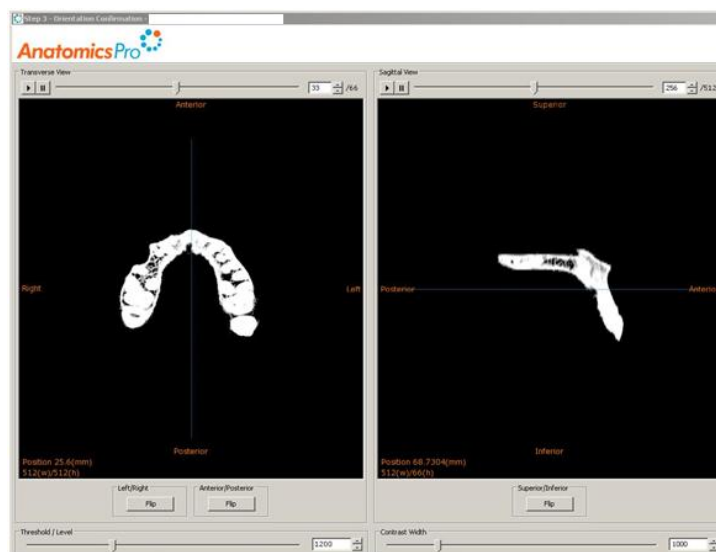 Step 3 - Orientation Confirmation -
AnatomicsPro
Transverse View
33 /66
Anterior
Right
Left
Posterior
Position 25.6(mm)
512(w)/512(h)
Left/Right
Flip
Anterior/Posterior
Flip
Threshold / Level
1200
Sagittal View
256 /512
Superior
Posterior
Anterior
Inferior
Position 68.7304(mm)
512(w)/66(h)
Superior/Inferior
Flip
Contrast Width
1000